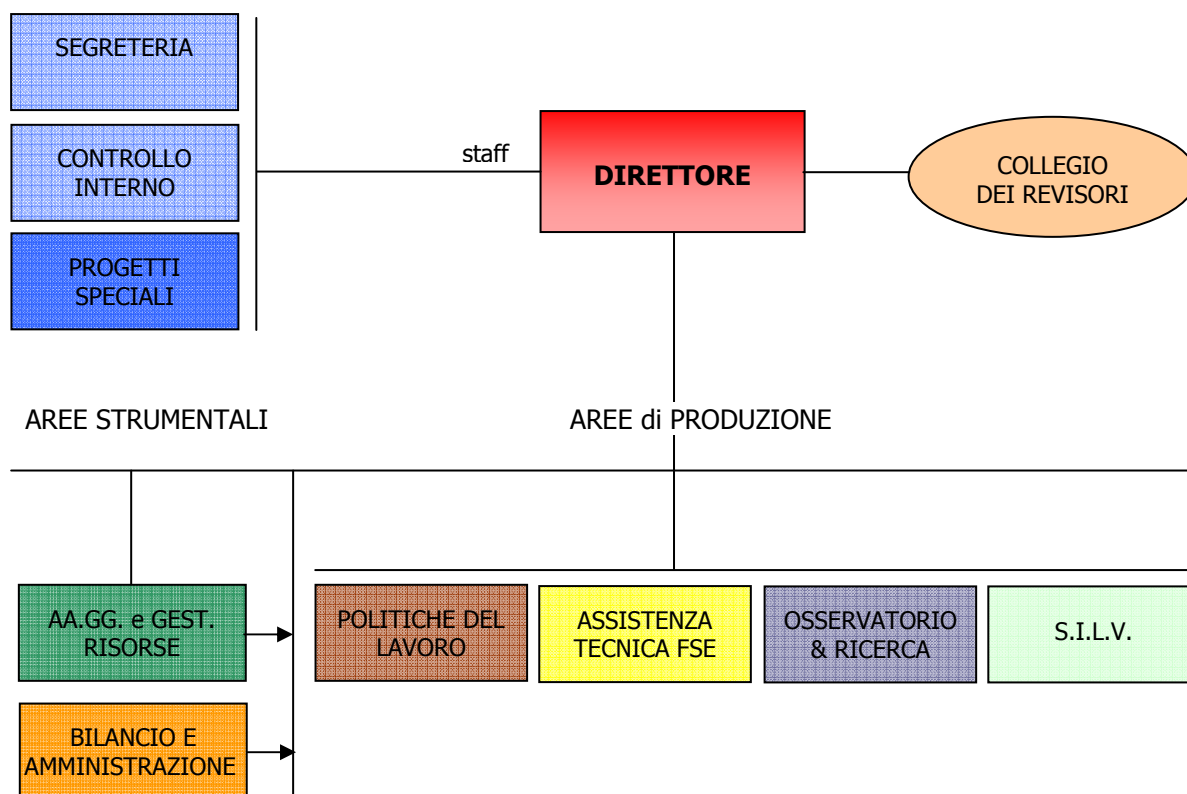 SEGRETERIA
CONTROLLO
INTERNO
PROGETTI
SPECIALI
staff
DIRETTORE
COLLEGIO
DEI REVISORI
AREE STRUMENTALI
AREE di PRODUZIONE
AA.GG. e GEST.
RISORSE
POLITICHE DEL
LAVORO
ASSISTENZA
TECNICA FSE
OSSERVATORIO
& RICERCA
S.I.L.V.
BILANCIO E
AMMINISTRAZIONE